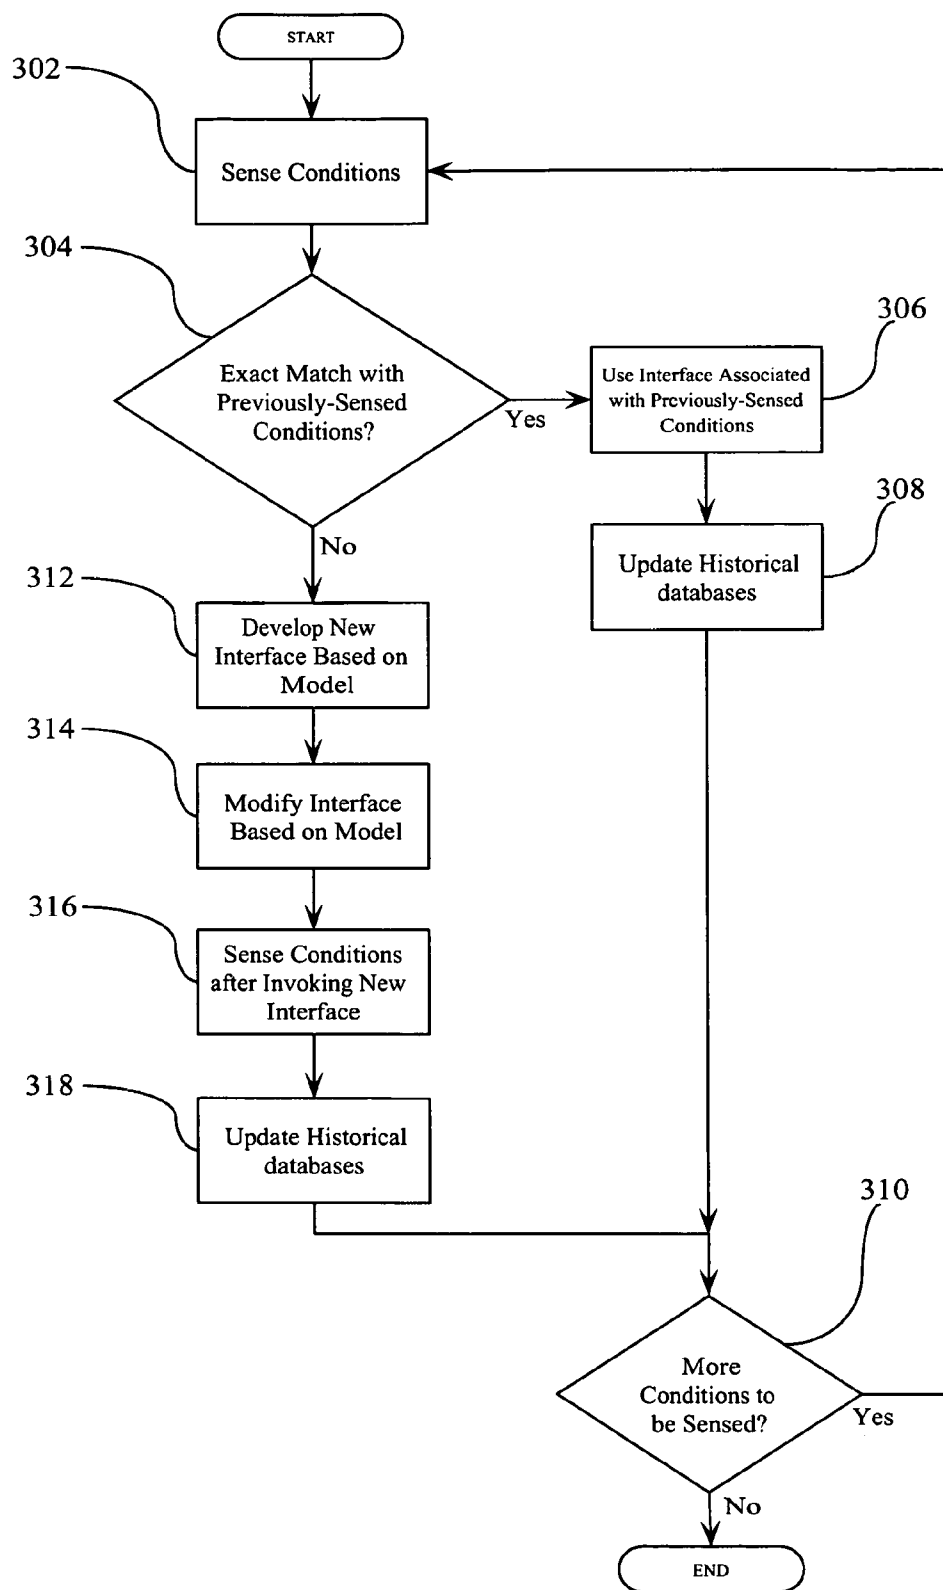 START
302
Sense Conditions
304
Exact Match with
Previously-Sensed
Conditions?
Yes
306
Use Interface Associated
with Previously-Sensed
Conditions
308
Update Historical
databases
No
312
Develop New
Interface Based on
Model
314
Modify Interface
Based on Model
316
Sense Conditions
after Invoking New
Interface
318
Update Historical
databases
310
More
Conditions to
be Sensed?
Yes
No
END